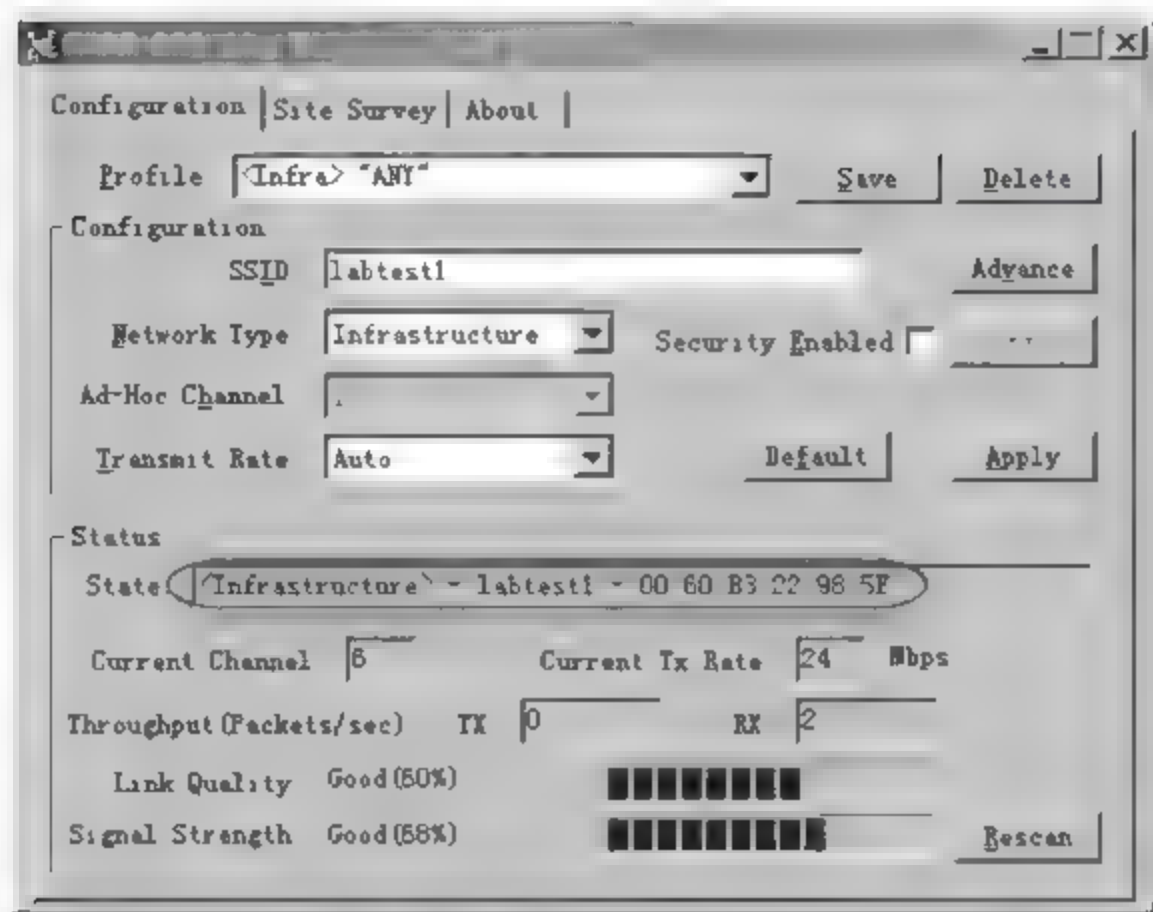 Configuration Site Survey About
Profile <Infra> "ANY" Save Delete
Configuration
SSID labtest1 Advance
Network Type Infrastructure Security Enabled
Ad-Hoc Channel
Transmit Rate Auto Default Apply
Status
State <Infrastructure> - labtest1 - 00 60 B3 22 98 5F
Current Channel 6 Current Tx Rate 24 Mbps
Throughput(Packets/sec) TX 0 RX 2
Link Quality Good(60%)
Signal Strength Good(68%) Rescan